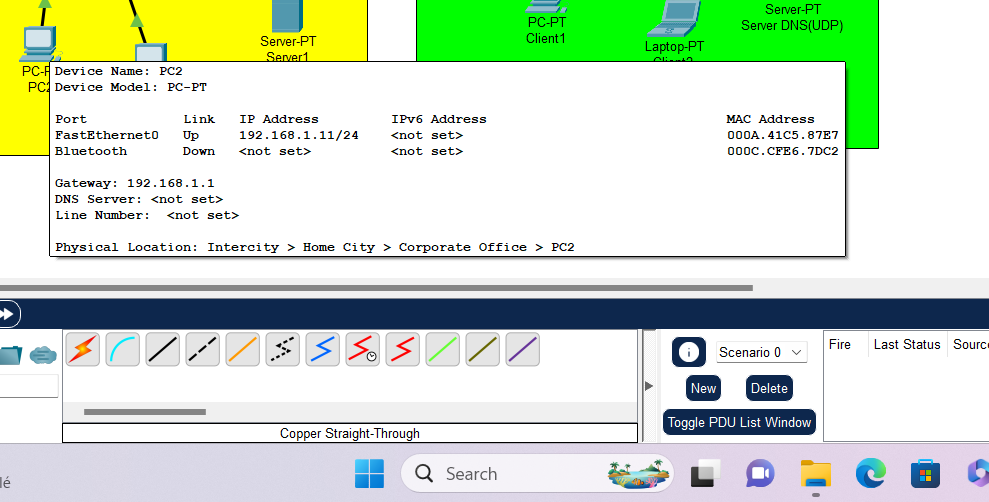 Server-PT
Server1
PC-PT
Client1
Laptop-PT
Server-PT
Server DNS(UDP)
PC2
Device Name: PC2
Device Model: PC-PT
Port Link IP Address IPv6 Address MAC Address
FastEthernet0 Up 192.168.1.11/24 <not set> 000A.41C5.87E7
Bluetooth Down <not set> <not set> 000C.CFE6.7DC2
Gateway: 192.168.1.1
DNS Server: <not set>
Line Number: <not set>
Physical Location: Intercity > Home City > Corporate Office > PC2
Scenario 0
Fire Last Status Source
New Delete
Toggle PDU List Window
Copper Straight-Through
Search